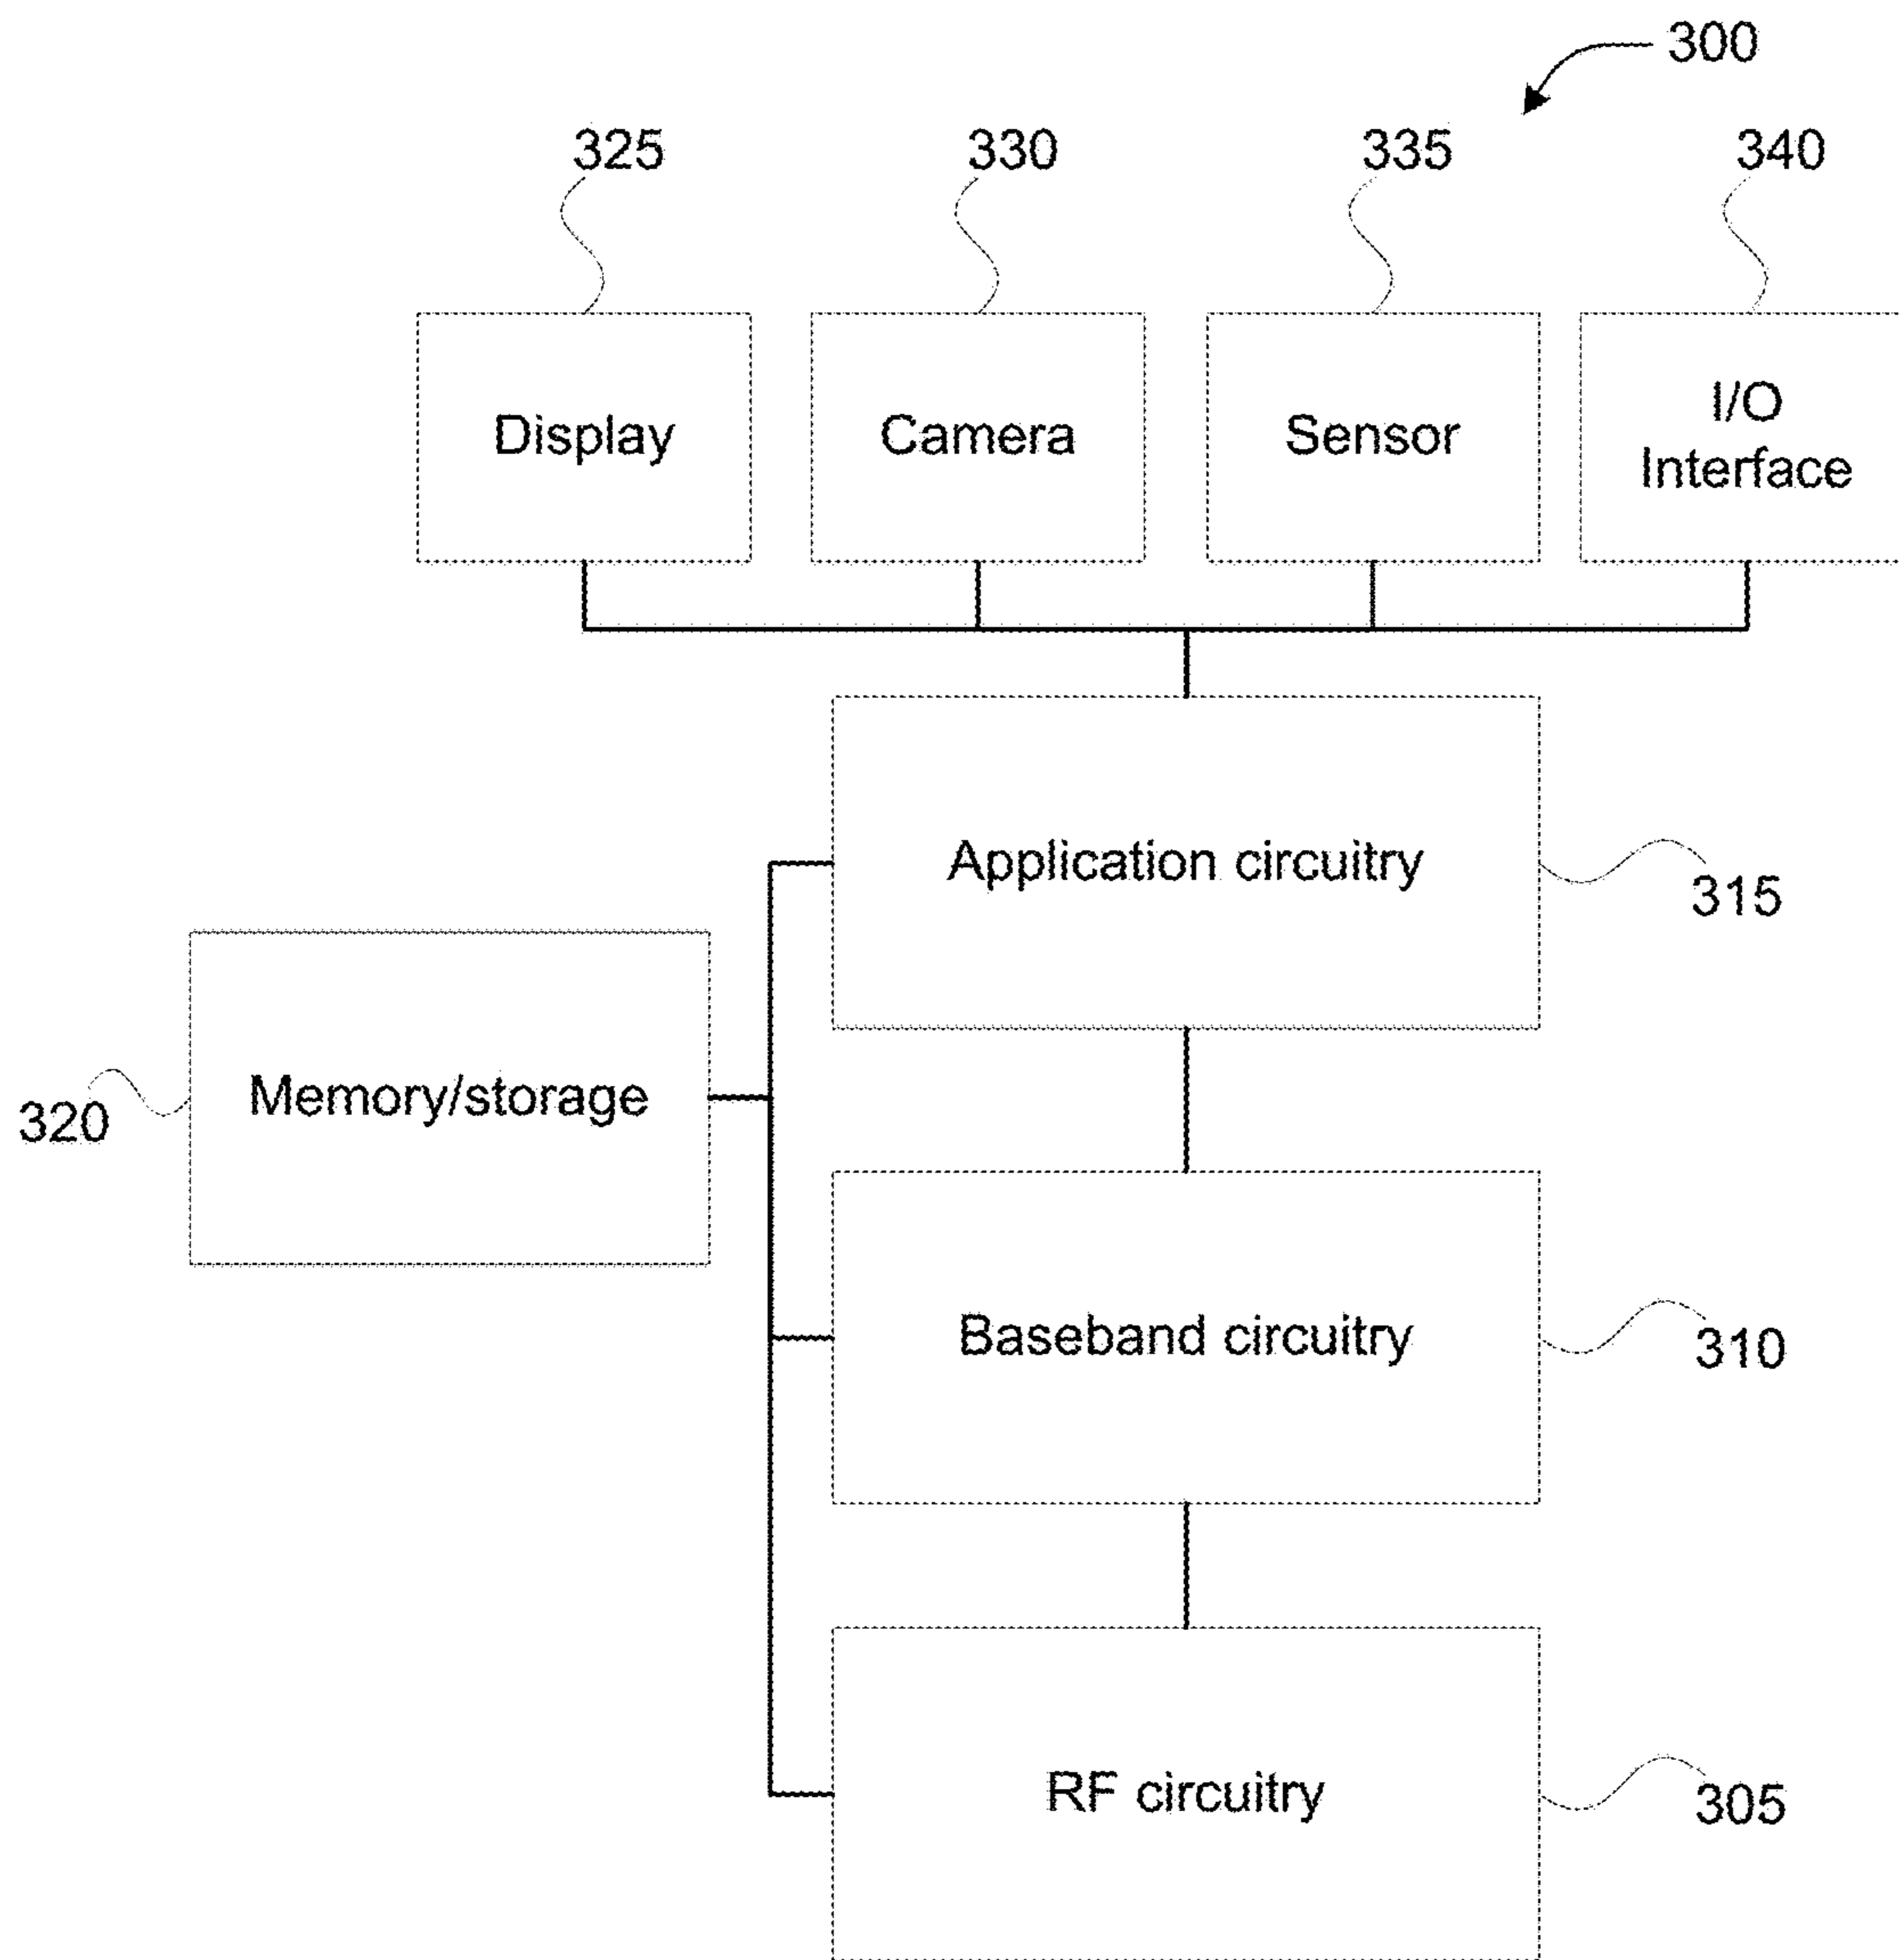 300
325
330
335
340
Display
Camera
Sensor
I/O
Interface
Application circuitry
315
Memory/storage
320
Baseband circuitry
310
RF circuitry
305